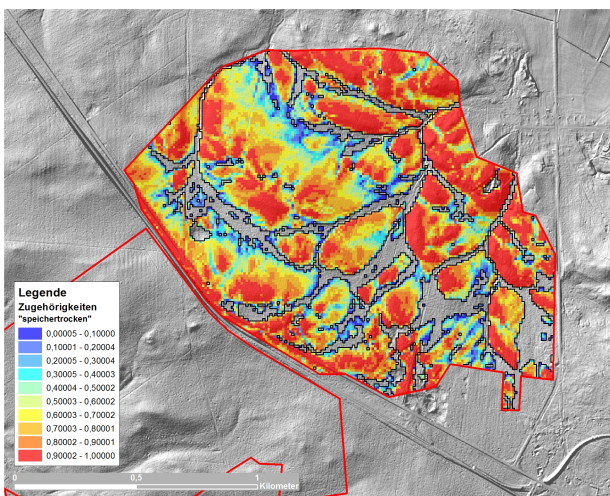 Legende
Zugehörigkeiten
"speichertrocken"
0,00005 - 0,10000
0,10001 - 0,20004
0,20005 - 0,30004
0,30005 - 0,40003
0,40004 - 0,50002
0,50003 - 0,60002
0,60003 - 0,70002
0,70003 - 0,80001
0,80002 - 0,90001
0,90002 - 1,00000
0 0,5 1
Kilometer